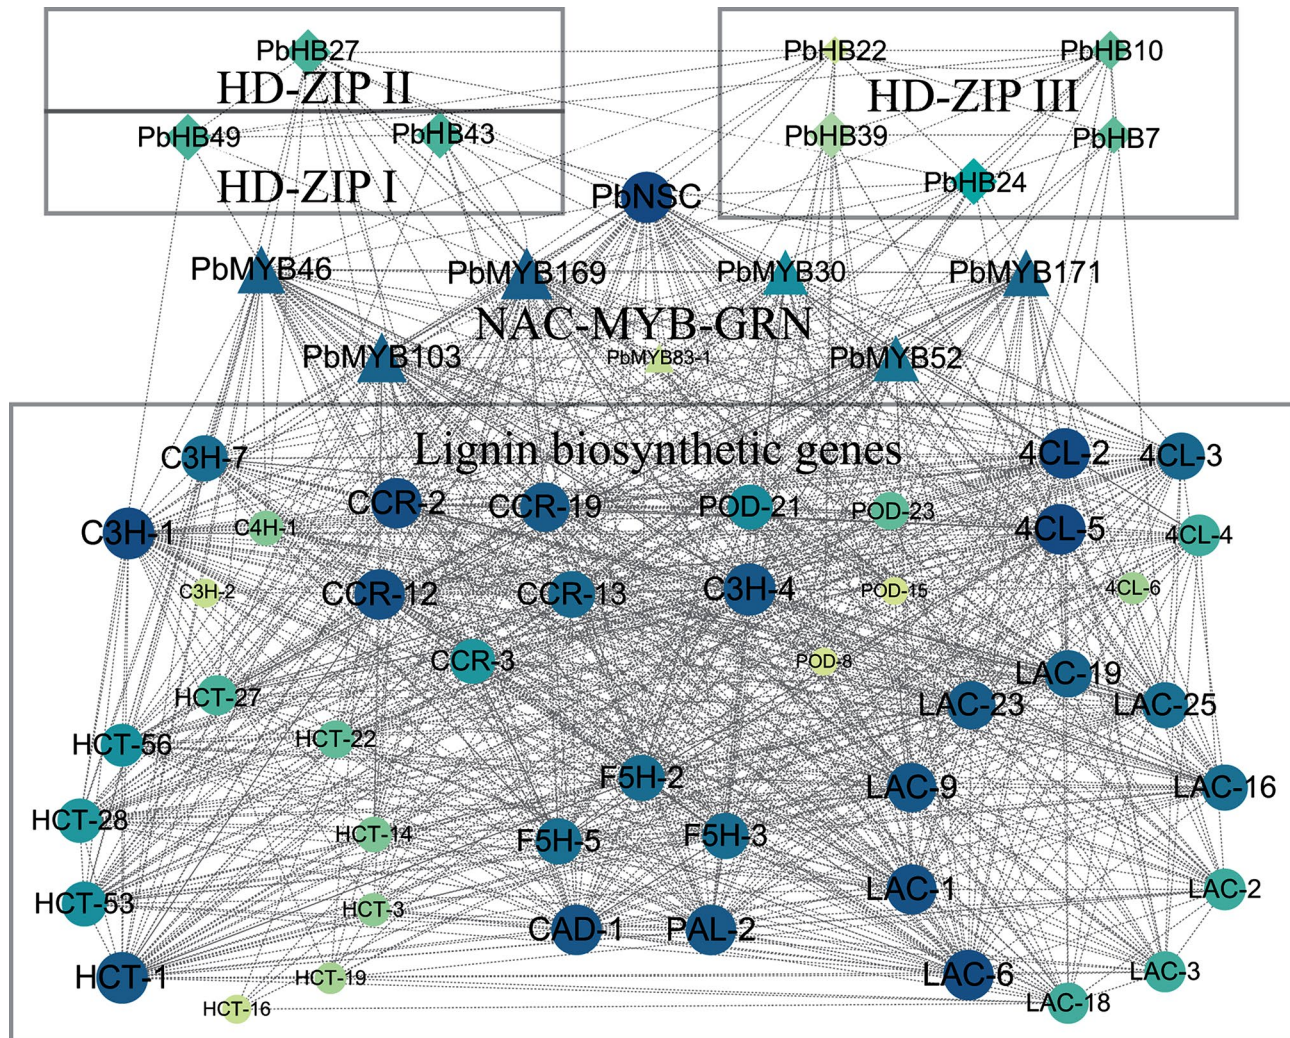 PbHB27
HD-ZIP II
PbHB49
PbHB43
HD-ZIP I
PbHB22
PbHB10
HD-ZIP III
PbHB39
PbHB7
PbHB24
PbNSC
PbMYB46
PbMYB169
PbMYB30
PbMYB171
NAC-MYB-GRN
PbMYB103
PbMYB83-1
PbMYB52
Lignin biosynthetic genes
C3H-7
4CL-2
4CL-3
CCR-2
CCR-19
POD-21
POD-23
C3H-1
C4H-1
4CL-5
4CL-4
C3H-2
CCR-12
CCR-13
C3H-4
POD-15
4CL-6
CCR-3
POD-8
LAC-19
HCT-27
LAC-23
LAC-25
HCT-56
HCT-22
F5H-2
LAC-9
LAC-16
HCT-28
HCT-14
F5H-5
F5H-3
HCT-53
HCT-3
LAC-1
LAC-2
CAD-1
PAL-2
HCT-1
HCT-19
LAC-6
LAC-3
HCT-16
LAC-18